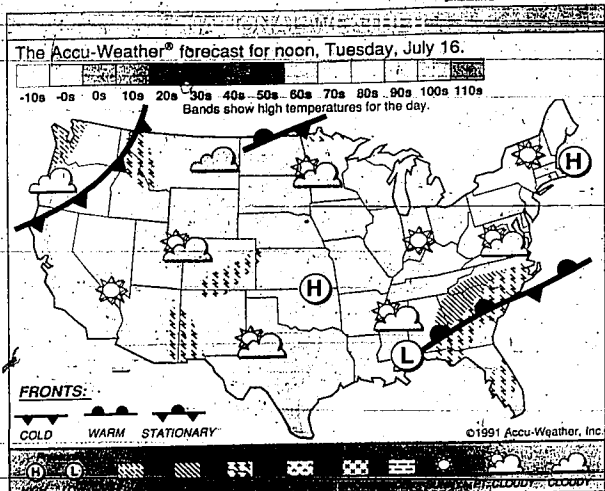 The Accu-Weather® forecast for noon, Tuesday, July 16.
-10s -0s 0s 10s 20s 30s 40s 50s 60s 70s 80s 90s 100s 110s
Bands show high temperatures for the day.
H
H
L
FRONTS:
COLD WARM STATIONARY
©1991 Accu-Weather, Inc.
H L
CLOUDY CLOUDY